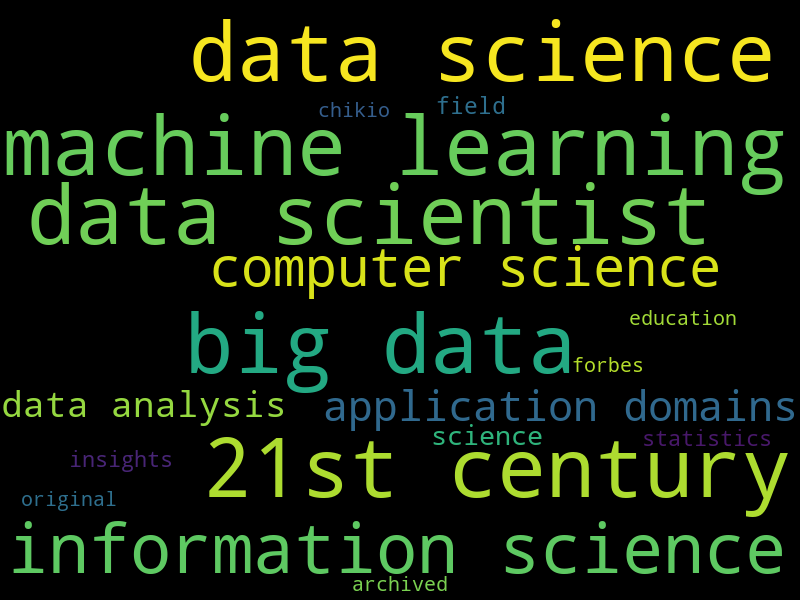 data science
chikio
field
machine learning
data scientist
computer science
big data
education
forbes
data analysis
application domains
science
statistics
insights
21st century
original
information science
archived